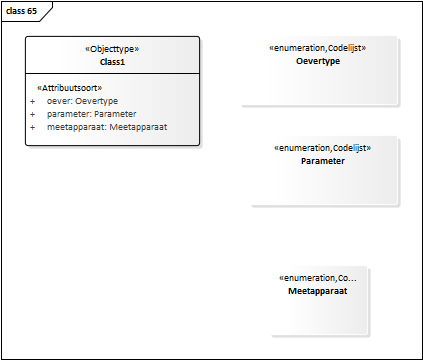 class 65
«Objecttype»
Class1
«Attribuutsoort»
+ oever: Oevertype
+ parameter: Parameter
+ meetapparaat: Meetapparaat
«enumeration,Codelijst»
Oevertype
«enumeration,Codelijst»
Parameter
«enumeration,Co...
Meetapparaat